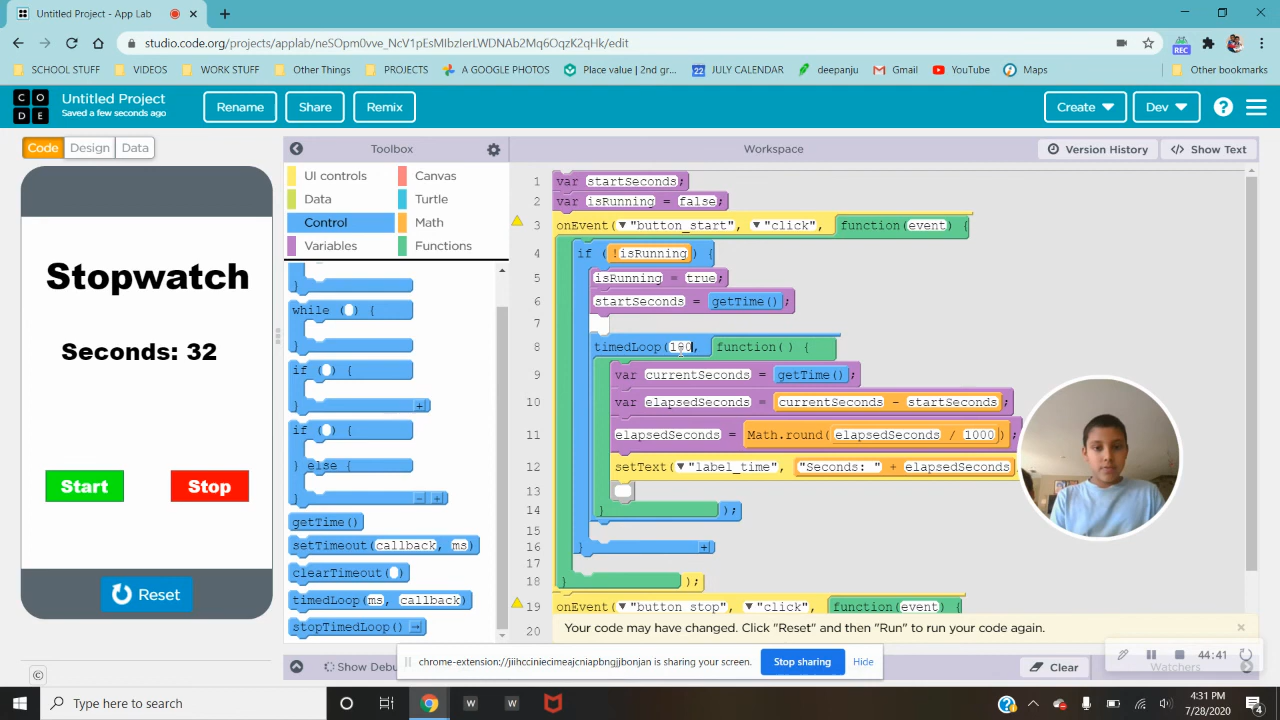 Untitled Project - App Lab
studio.code.org/projects/applab/neSOpm0vve_NcV1pEsMIbzIerLWDNAb2Mq6OqzK2qHk/edit
REC
SCHOOL STUFF VIDEOS WORK STUFF Other Things PROJECTS A GOOGLE PHOTOS Place value | 2nd gr... 22 JULY CALENDAR deepanju Gmail YouTube Maps Other bookmarks
C O D E
Untitled Project
Saved a few seconds ago
Rename Share Remix Create Dev
Code Design Data Toolbox Workspace Version History Show Text
Stopwatch
Seconds: 32
Start Stop
Reset
UI controls Canvas
Data Turtle
Control Math
Variables Functions
}
while ( ) {
}
if ( ) {
}
if ( ) {
} else {
}
getTime()
setTimeout(callback, ms)
clearTimeout( )
timedLoop(ms, callback)
stopTimedLoop()
1 var startSeconds;
2 var isRunning = false;
3 onEvent( "button_start", "click", function(event) {
4 if ( !isRunning ) {
5 isRunning = true;
6 startSeconds = getTime();
7
8 timedLoop(100, function( ) {
9 var currentSeconds = getTime();
10 var elapsedSeconds = currentSeconds - startSeconds;
11 elapsedSeconds = Math.round( elapsedSeconds / 1000 );
12 setText( "label_time", "Seconds: " + elapsedSeconds
13
14 } );
15
16 }
17
18 } );
19 onEvent( "button stop", "click", function(event) {
20
Your code may have changed. Click "Reset" and then "Run" to run your code again.
Show Debu
chrome-extension://jiihcciniecimeajcniapbngjjbonjan is sharing your screen. Stop sharing Hide
Clear Watchers
44:41
Type here to search
4:31 PM
7/28/2020
4